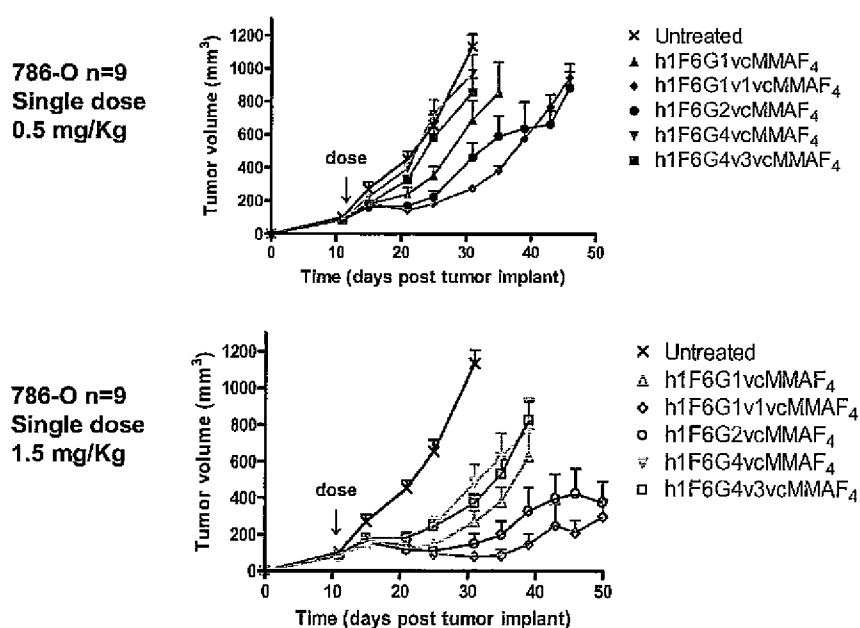 786-O n=9
Single dose
0.5 mg/Kg
Tumor volume (mm³)
1200
1000
800
600
400
200
0
dose
0 10 20 30 40 50
Time (days post tumor implant)
Untreated
h1F6G1vcMMAF₄
h1F6G1v1vcMMAF₄
h1F6G2vcMMAF₄
h1F6G4vcMMAF₄
h1F6G4v3vcMMAF₄
786-O n=9
Single dose
1.5 mg/Kg
Tumor volume (mm³)
1200
1000
800
600
400
200
0
dose
0 10 20 30 40 50
Time (days post tumor implant)
Untreated
h1F6G1vcMMAF₄
h1F6G1v1vcMMAF₄
h1F6G2vcMMAF₄
h1F6G4vcMMAF₄
h1F6G4v3vcMMAF₄